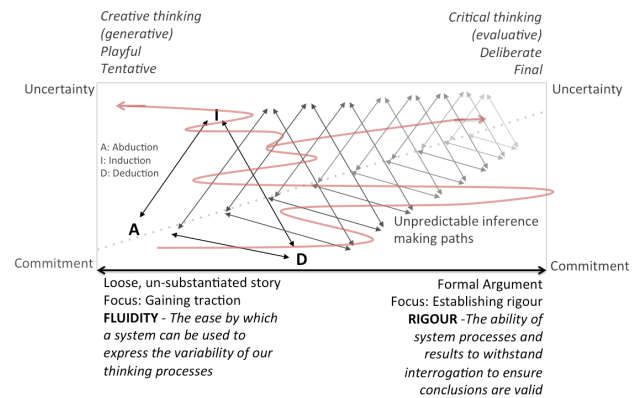 Creative thinking
(generative)
Playful
Tentative
Critical thinking
(evaluative)
Deliberate
Final
Uncertainty
Uncertainty
I
A: Abduction
I: Induction
D: Deduction
A
Unpredictable inference
making paths
D
Commitment
Commitment
Loose, un-substantiated story
Focus: Gaining traction
FLUIDITY - The ease by which
a system can be used to
express the variability of our
thinking processes
Formal Argument
Focus: Establishing rigour
RIGOUR -The ability of
system processes and
results to withstand
interrogation to ensure
conclusions are valid